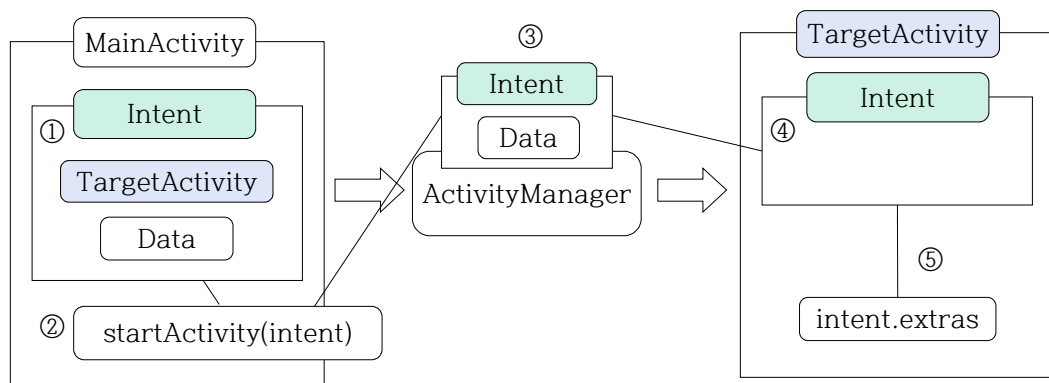 MainActivity
①
Intent
TargetActivity
Data
②
startActivity(intent)
③
Intent
Data
ActivityManager
TargetActivity
④
Intent
⑤
intent.extras